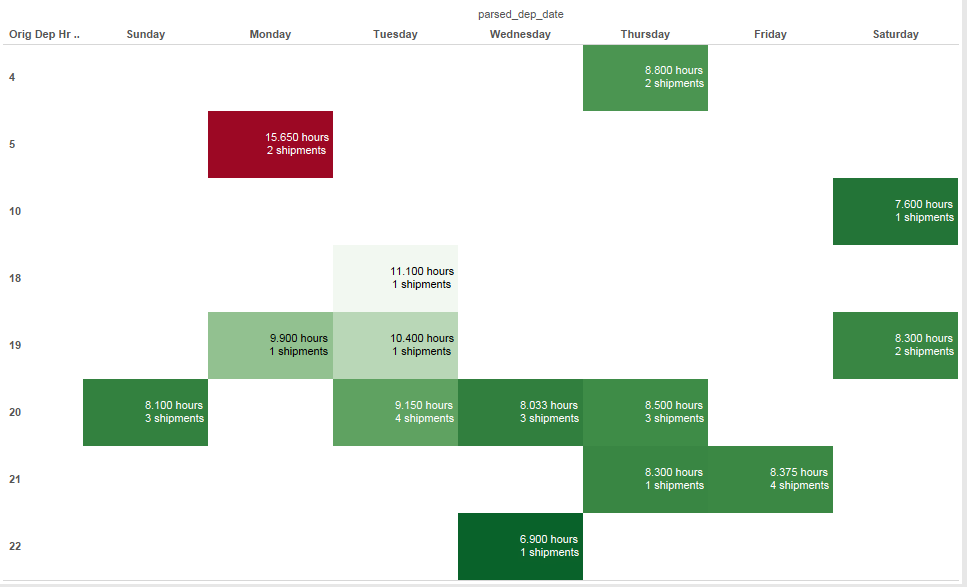 parsed_dep_date
Orig Dep Hr .. Sunday Monday Tuesday Wednesday Thursday Friday Saturday
4
8.800 hours
2 shipments
5
15.650 hours
2 shipments
10
7.600 hours
1 shipments
18
11.100 hours
1 shipments
19
9.900 hours 10.400 hours 8.300 hours
1 shipments 1 shipments 2 shipments
20
8.100 hours 9.150 hours 8.033 hours 8.500 hours
3 shipments 4 shipments 3 shipments 3 shipments
21
8.300 hours 8.375 hours
1 shipments 4 shipments
22
6.900 hours
1 shipments